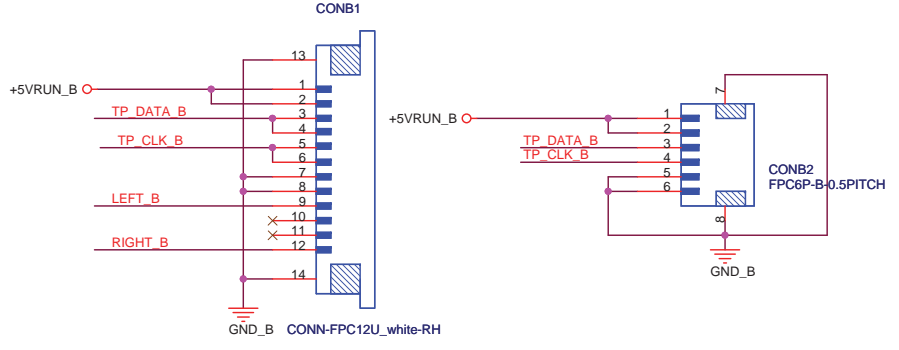 CONB1
13
+5VRUN_B
1
2
TP_DATA_B
3
4
TP_CLK_B
5
6
7
8
LEFT_B
9
10
11
RIGHT_B
12
14
GND_B
CONN-FPC12U_white-RH
7
+5VRUN_B
1
2
TP_DATA_B
3
TP_CLK_B
4
5
6
CONB2
FPC6P-B-0.5PITCH
8
GND_B